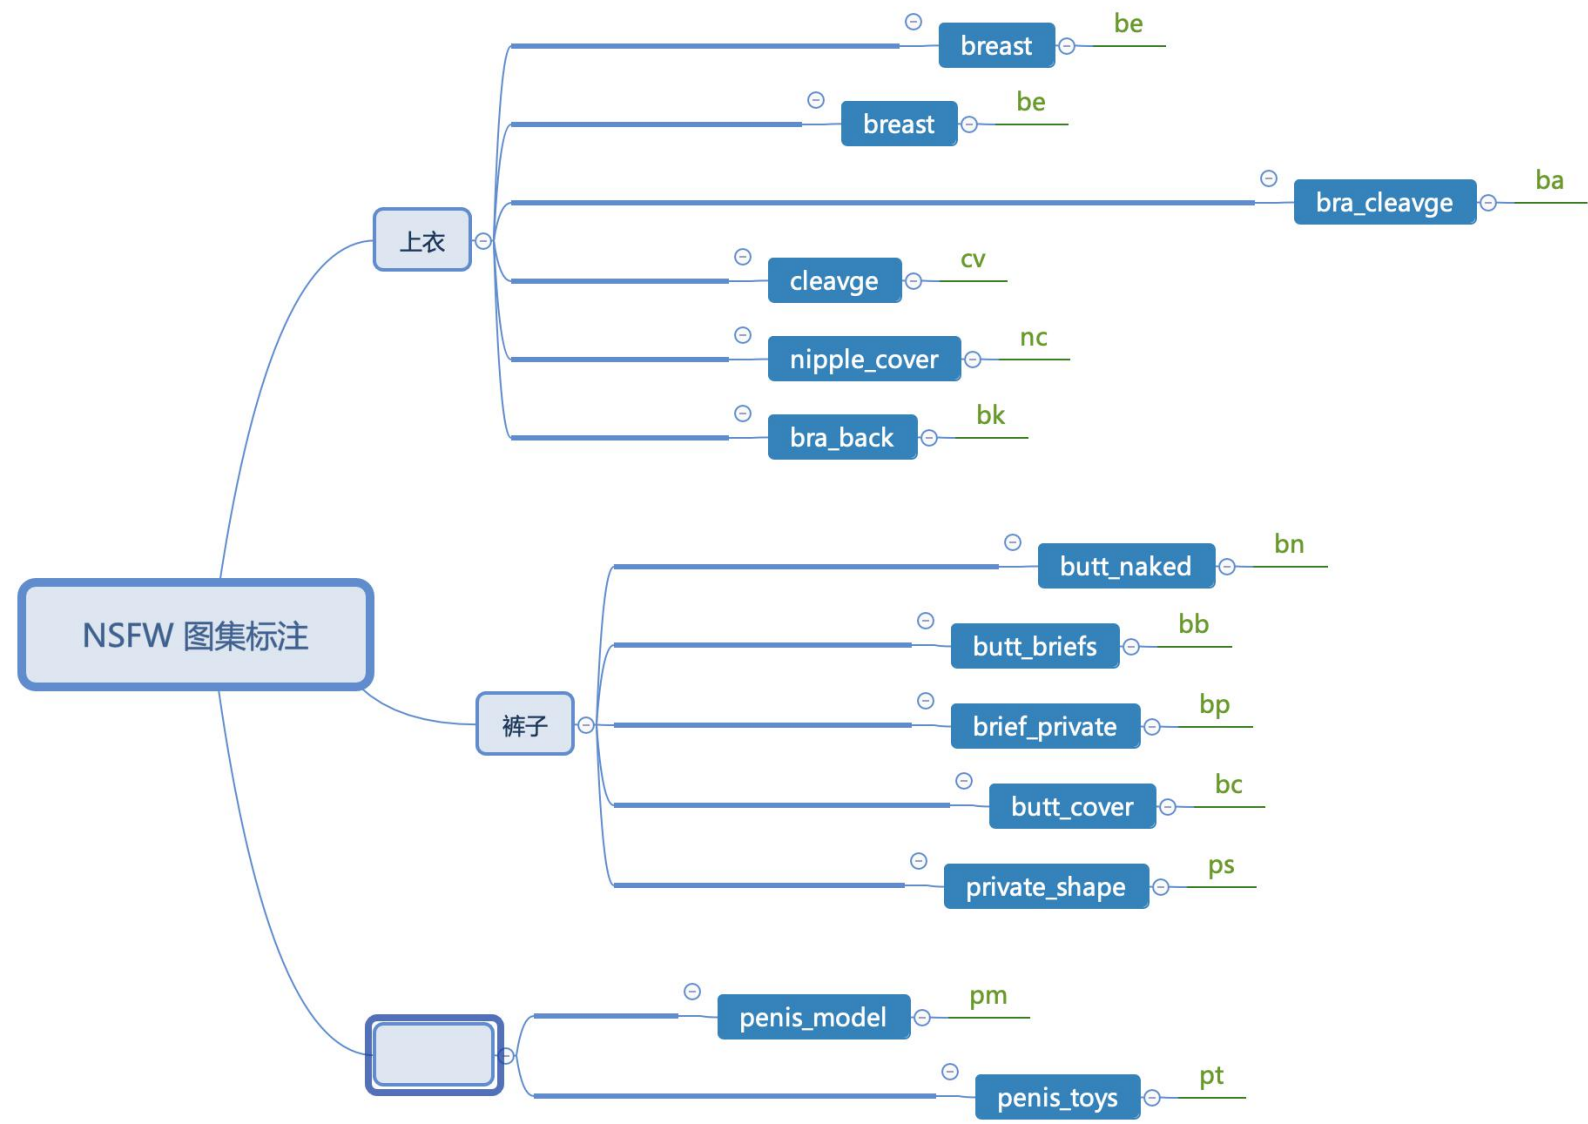 be
breast
be
breast
ba
bra_cleavge
上衣
cv
cleavge
nc
nipple_cover
bk
bra_back
bn
butt_naked
NSFW 图集标注
bb
butt_briefs
bp
brief_private
裤子
bc
butt_cover
ps
private_shape
pm
penis_model
pt
penis_toys